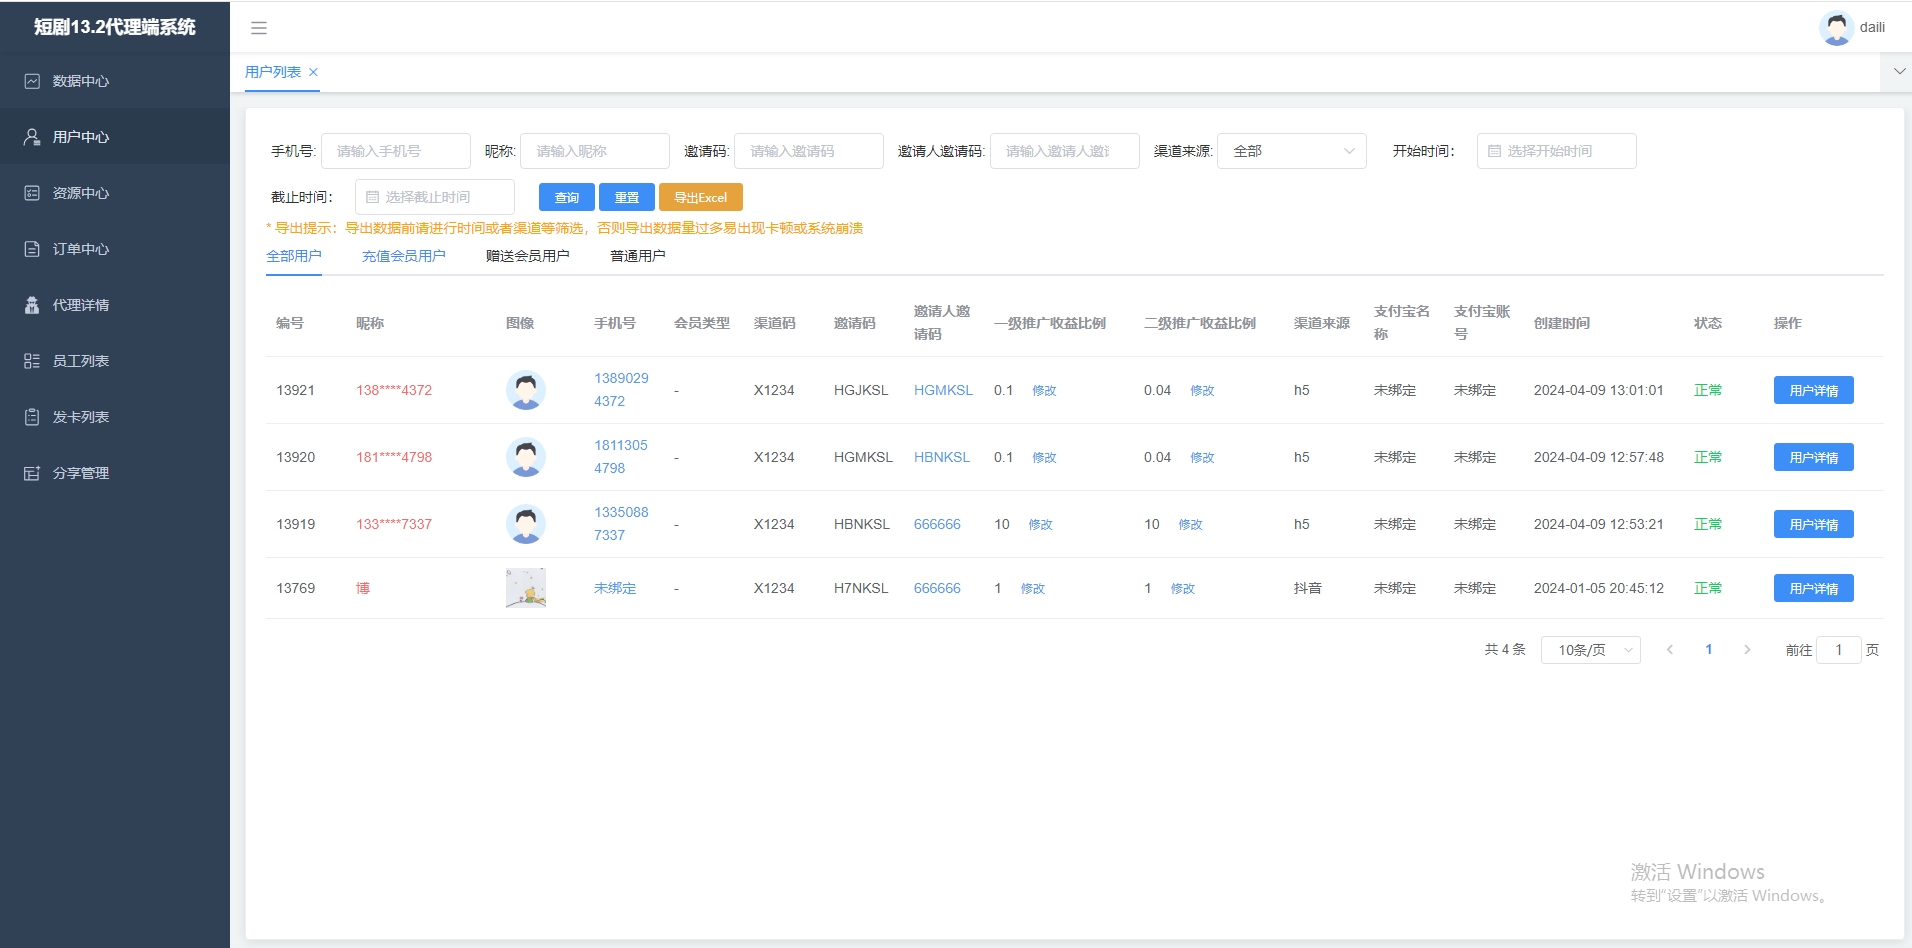 短剧13.2代理端系统
daili
数据中心
用户中心
资源中心
订单中心
代理详情
员工列表
发卡列表
分享管理
用户列表
手机号: 请输入手机号 昵称: 请输入昵称 邀请码: 请输入邀请码 邀请人邀请码: 请输入邀请人邀请 渠道来源: 全部 开始时间: 选择开始时间
截止时间: 选择截止时间 查询 重置 导出Excel
* 导出提示：导出数据前请进行时间或者渠道等筛选，否则导出数据量过多易出现卡顿或系统崩溃
全部用户 充值会员用户 赠送会员用户 普通用户
编号 昵称 图像 手机号 会员类型 渠道码 邀请码 邀请人邀请码 一级推广收益比例 二级推广收益比例 渠道来源 支付宝名称 支付宝账号 创建时间 状态 操作
13921 138****4372 13890294372 - X1234 HGJKSL HGMKSL 0.1 修改 0.04 修改 h5 未绑定 未绑定 2024-04-09 13:01:01 正常 用户详情
13920 181****4798 18113054798 - X1234 HGMKSL HBNKSL 0.1 修改 0.04 修改 h5 未绑定 未绑定 2024-04-09 12:57:48 正常 用户详情
13919 133****7337 13350887337 - X1234 HBNKSL 666666 10 修改 10 修改 h5 未绑定 未绑定 2024-04-09 12:53:21 正常 用户详情
13769 博 未绑定 - X1234 H7NKSL 666666 1 修改 1 修改 抖音 未绑定 未绑定 2024-01-05 20:45:12 正常 用户详情
共 4 条 10条/页 1 前往 1 页
激活 Windows
转到"设置"以激活 Windows。